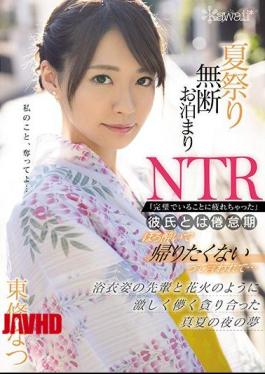 kawaii*
夏祭り
無断お泊まり
NTR
「完璧でいることに疲れちゃった」
彼氏とは倦怠期
帰りたくない
浴衣姿の先輩と花火のように
激しく儚く貪り合った
真夏の夜の夢
私のこと、奪ってよ…
東條なつ
JAVHD